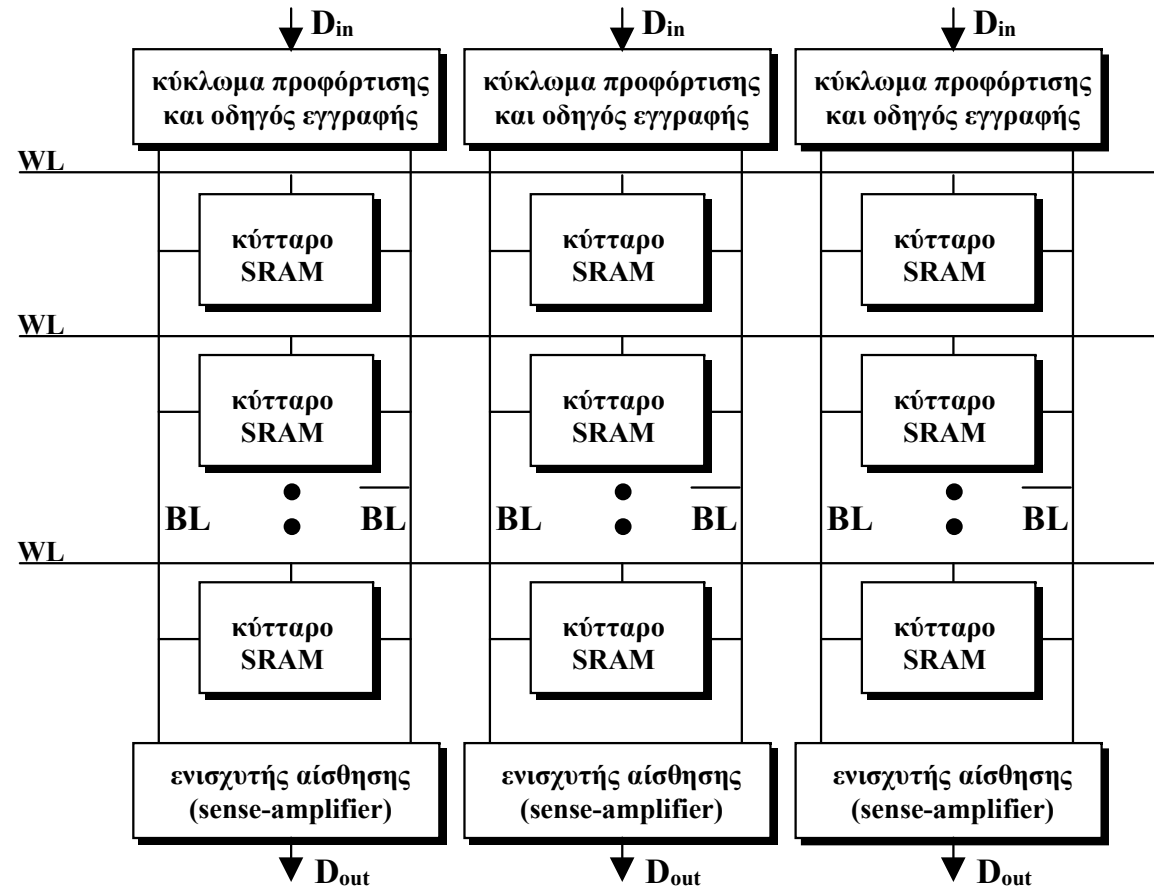 D_in D_in D_in
κύκλωμα προφόρτισης κύκλωμα προφόρτισης κύκλωμα προφόρτισης
και οδηγός εγγραφής και οδηγός εγγραφής και οδηγός εγγραφής
WL
κύτταρο κύτταρο κύτταρο
SRAM SRAM SRAM
WL
κύτταρο κύτταρο κύτταρο
SRAM SRAM SRAM
BL B̅L̅ BL B̅L̅ BL B̅L̅
WL
κύτταρο κύτταρο κύτταρο
SRAM SRAM SRAM
ενισχυτής αίσθησης ενισχυτής αίσθησης ενισχυτής αίσθησης
(sense-amplifier) (sense-amplifier) (sense-amplifier)
D_out D_out D_out